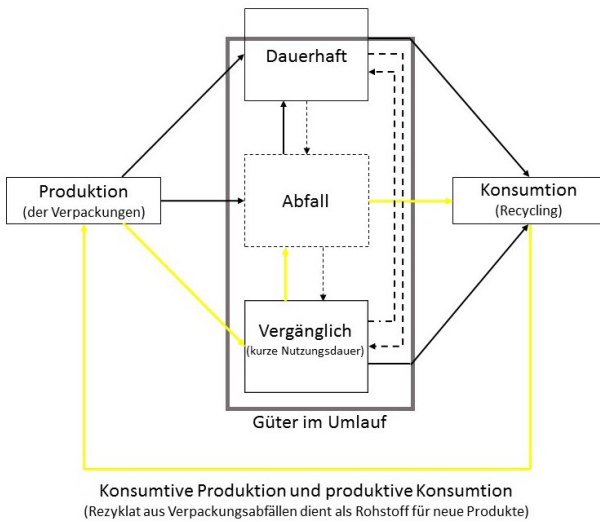 Dauerhaft
Produktion
(der Verpackungen)
Abfall
Konsumtion
(Recycling)
Vergänglich
(kurze Nutzungsdauer)
Güter im Umlauf
Konsumtive Produktion und produktive Konsumtion
(Rezyklat aus Verpackungsabfällen dient als Rohstoff für neue Produkte)